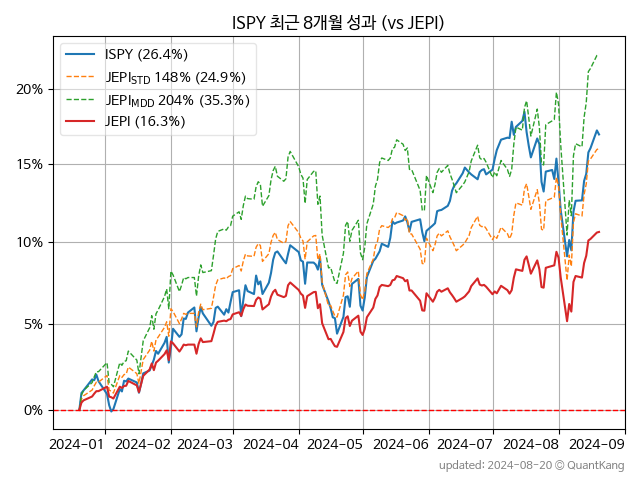 ISPY 최근 8개월 성과 (vs JEPI)
ISPY (26.4%)
JEPISTD 148% (24.9%)
JEPIMDD 204% (35.3%)
JEPI (16.3%)
20%
15%
10%
5%
0%
2024-01 2024-02 2024-03 2024-04 2024-05 2024-06 2024-07 2024-08 2024-09
updated: 2024-08-20 © QuantKang